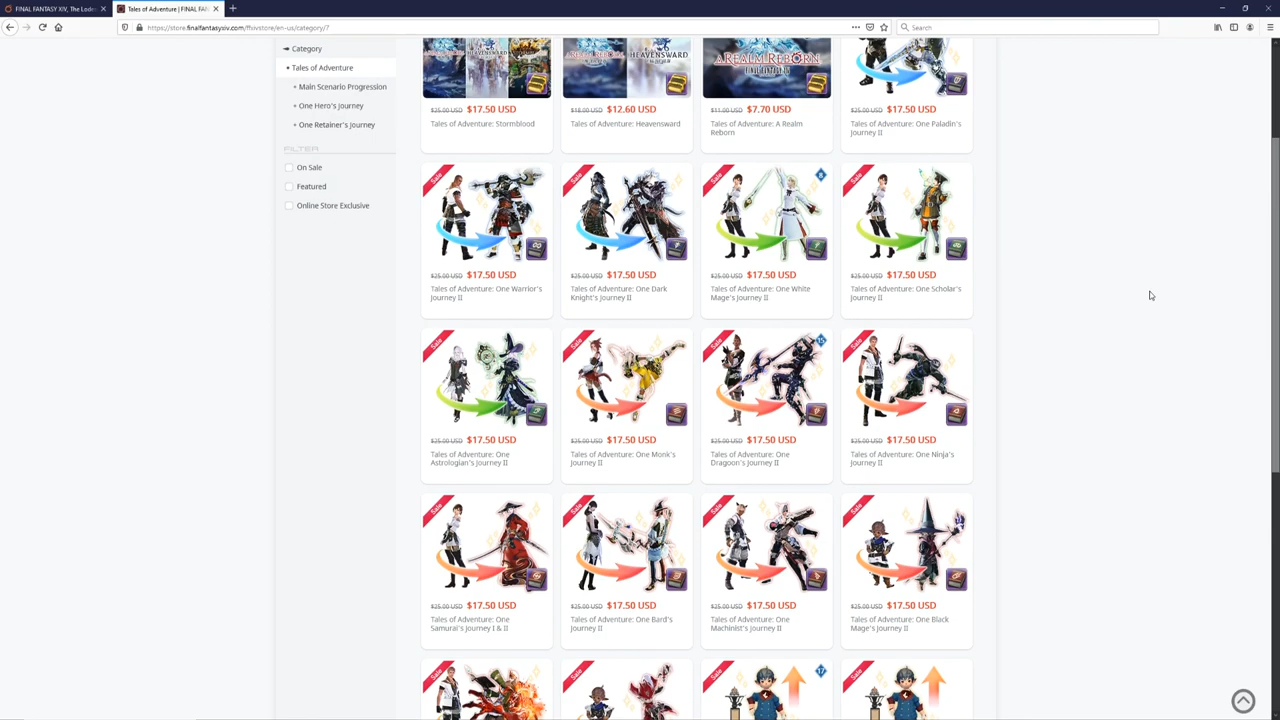 FINAL FANTASY XIV, The Lodes
Tales of Adventure | FINAL FAN
https://store.finalfantasyxiv.com/ffxivstore/en-us/category/7
Search
Category
Tales of Adventure
+ Main Scenario Progression
+ One Hero's Journey
+ One Retainer's Journey
FILTER
On Sale
Featured
Online Store Exclusive
A REALM REBORN HEAVENSWARD
A REALM REBORN HEAVENSWARD
A REALM REBORN
FINAL FANTASY XIV
$25.00 USD $17.50 USD
Tales of Adventure: Stormblood
$18.00 USD $12.60 USD
Tales of Adventure: Heavensward
$11.00 USD $7.70 USD
Tales of Adventure: A Realm
Reborn
$25.00 USD $17.50 USD
Tales of Adventure: One Paladin's
Journey II
Sale
$25.00 USD $17.50 USD
Tales of Adventure: One Warrior's
Journey II
Sale
$25.00 USD $17.50 USD
Tales of Adventure: One Dark
Knight's Journey II
Sale
8
$25.00 USD $17.50 USD
Tales of Adventure: One White
Mage's Journey II
Sale
$25.00 USD $17.50 USD
Tales of Adventure: One Scholar's
Journey II
Sale
$25.00 USD $17.50 USD
Tales of Adventure: One
Astrologian's Journey II
Sale
$25.00 USD $17.50 USD
Tales of Adventure: One Monk's
Journey II
Sale
15
$25.00 USD $17.50 USD
Tales of Adventure: One
Dragoon's Journey II
Sale
$25.00 USD $17.50 USD
Tales of Adventure: One Ninja's
Journey II
Sale
$25.00 USD $17.50 USD
Tales of Adventure: One
Samurai's Journey I & II
Sale
$25.00 USD $17.50 USD
Tales of Adventure: One Bard's
Journey II
Sale
$25.00 USD $17.50 USD
Tales of Adventure: One
Machinist's Journey II
Sale
$25.00 USD $17.50 USD
Tales of Adventure: One Black
Mage's Journey II
Sale
Sale
Sale
17
Sale